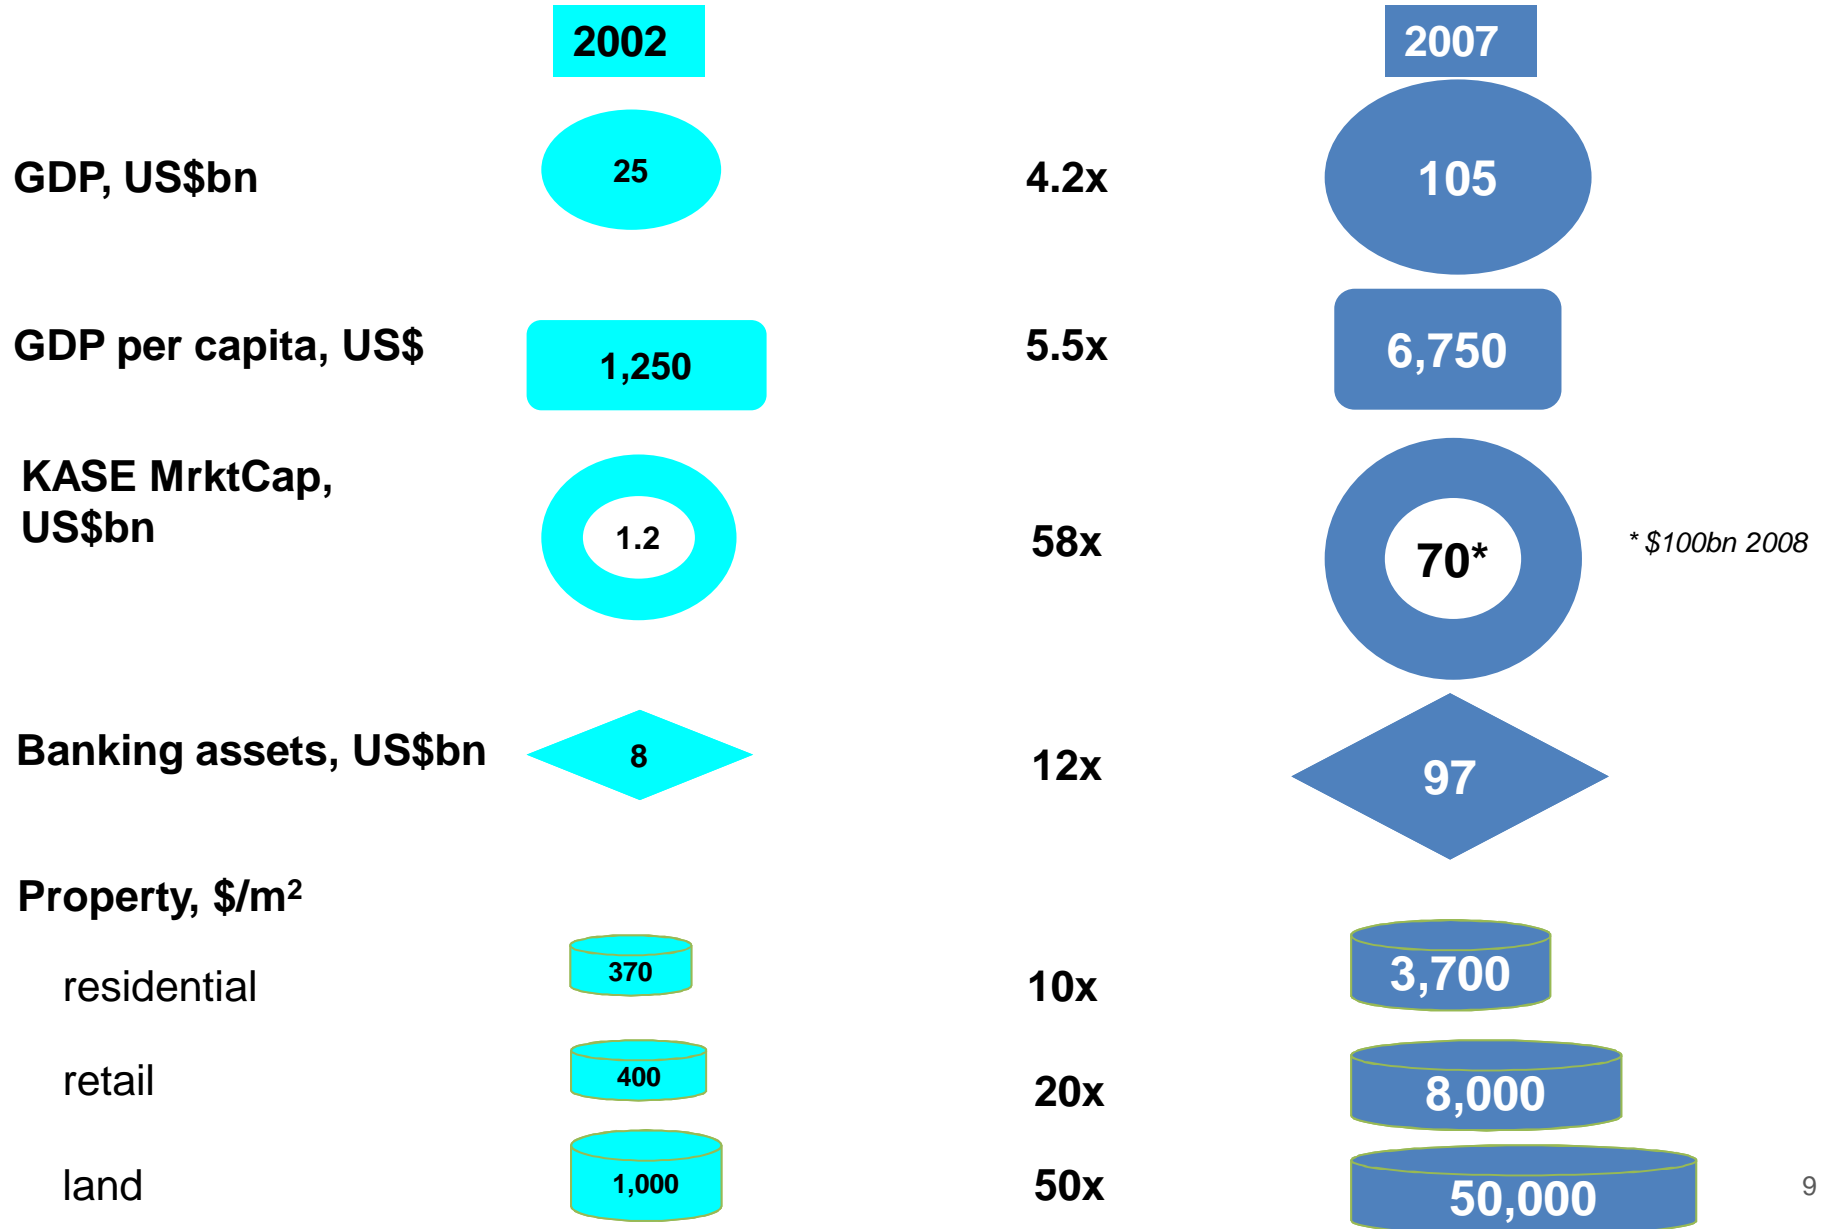 2002 2007
GDP, US$bn 25 4.2x 105
GDP per capita, US$ 1,250 5.5x 6,750
KASE MrktCap,
US$bn 1.2 58x 70* * $100bn 2008
Banking assets, US$bn 8 12x 97
Property, $/m²
residential 370 10x 3,700
retail 400 20x 8,000
land 1,000 50x 50,000
9